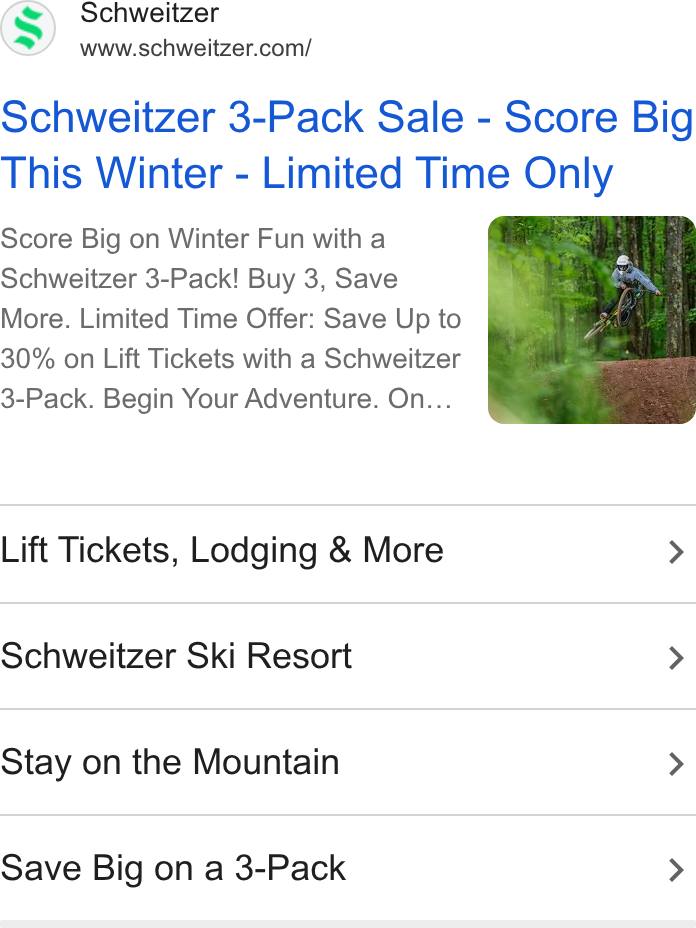 Schweitzer
www.schweitzer.com/
Schweitzer 3-Pack Sale - Score Big
This Winter - Limited Time Only
Score Big on Winter Fun with a
Schweitzer 3-Pack! Buy 3, Save
More. Limited Time Offer: Save Up to
30% on Lift Tickets with a Schweitzer
3-Pack. Begin Your Adventure. On…
Lift Tickets, Lodging & More
Schweitzer Ski Resort
Stay on the Mountain
Save Big on a 3-Pack